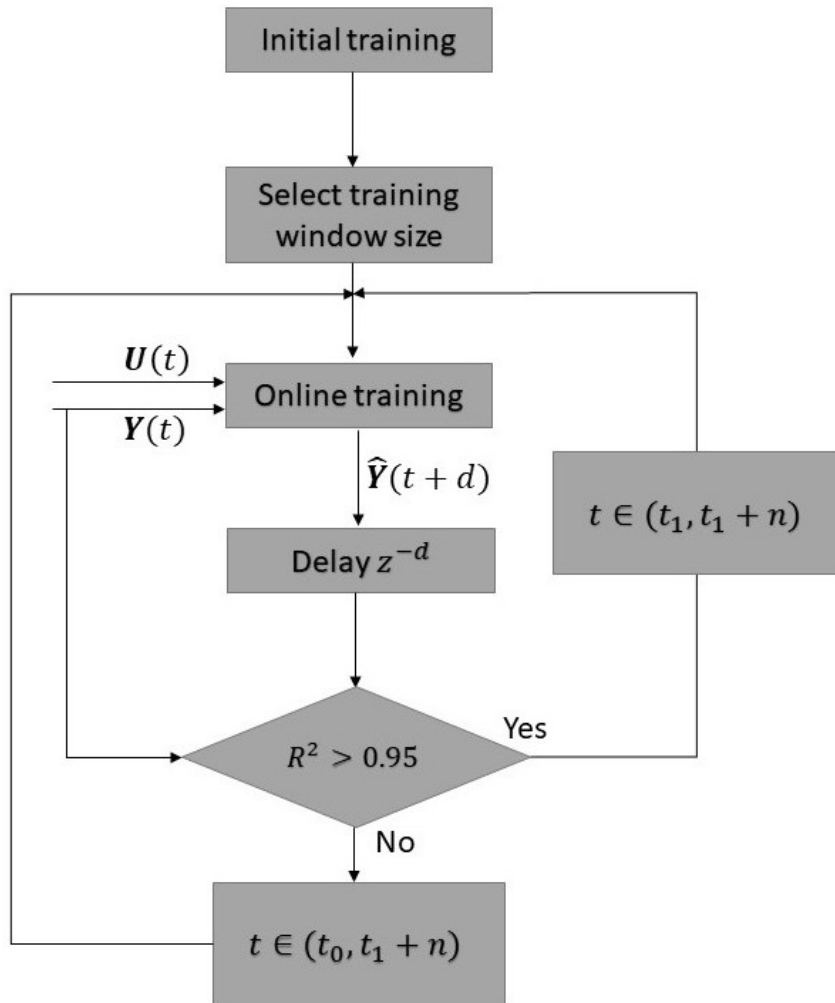 Initial training
Select training
window size
U(t)
Y(t)
Online training
Ŷ(t + d)
t ∈ (t₁, t₁ + n)
Delay z⁻ᵈ
R² > 0.95
Yes
No
t ∈ (t₀, t₁ + n)